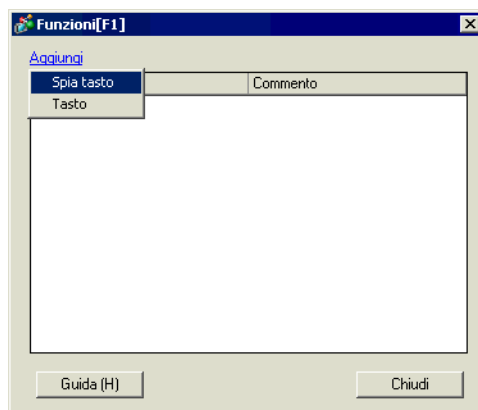 Funzioni[F1]
Aggiungi
Spia tasto
Commento
Tasto
Guida (H)
Chiudi